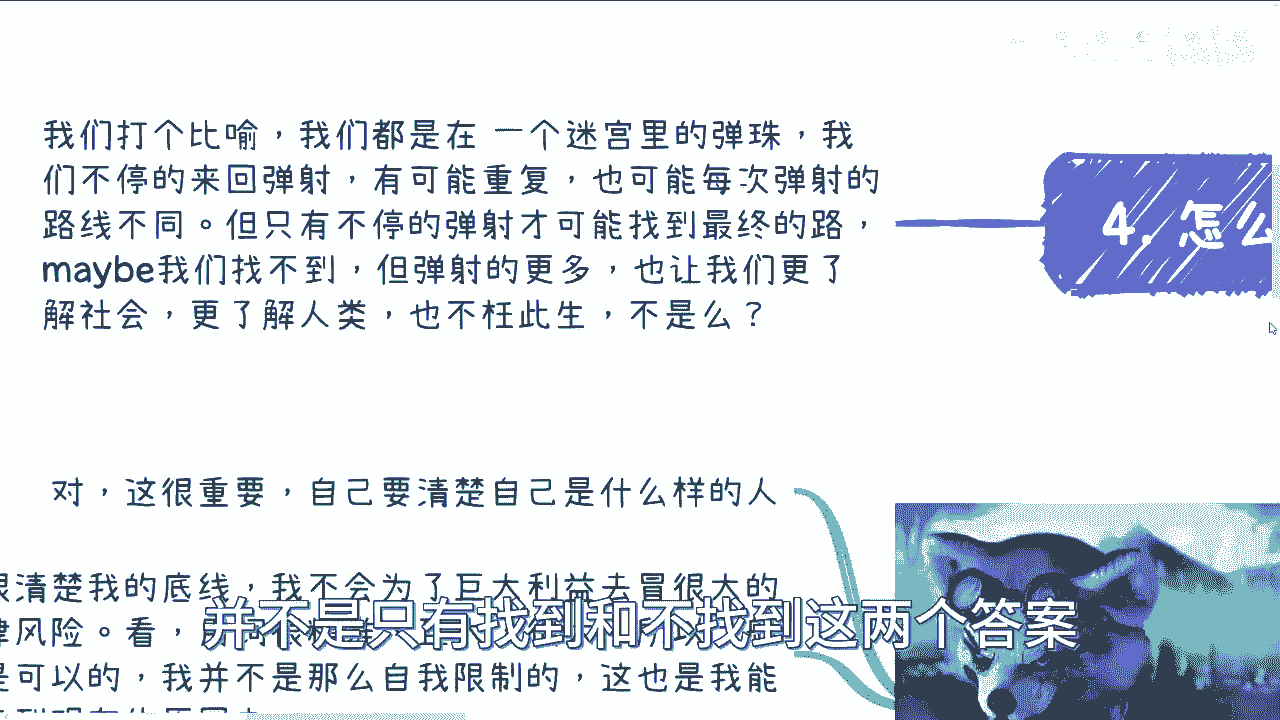 我们打个比喻，我们都是在 一个迷宫里的弹珠，我
们不停的来回弹射，有可能重复，也可能每次弹射的
路线不同。但只有不停的弹射才可能找到最终的路，
maybe我们找不到，但弹射的更多，也让我们更了
解社会，更了解人类，也不枉此生，不是么？
4. 怎么
对，这很重要，自己要清楚自己是什么样的人
清楚我的底线，我不会为了巨大利益去冒很大的
风险。看，
是可以的，我并不是那么自我限制的，这也是我能
并不是只有找到和不找到这两个答案